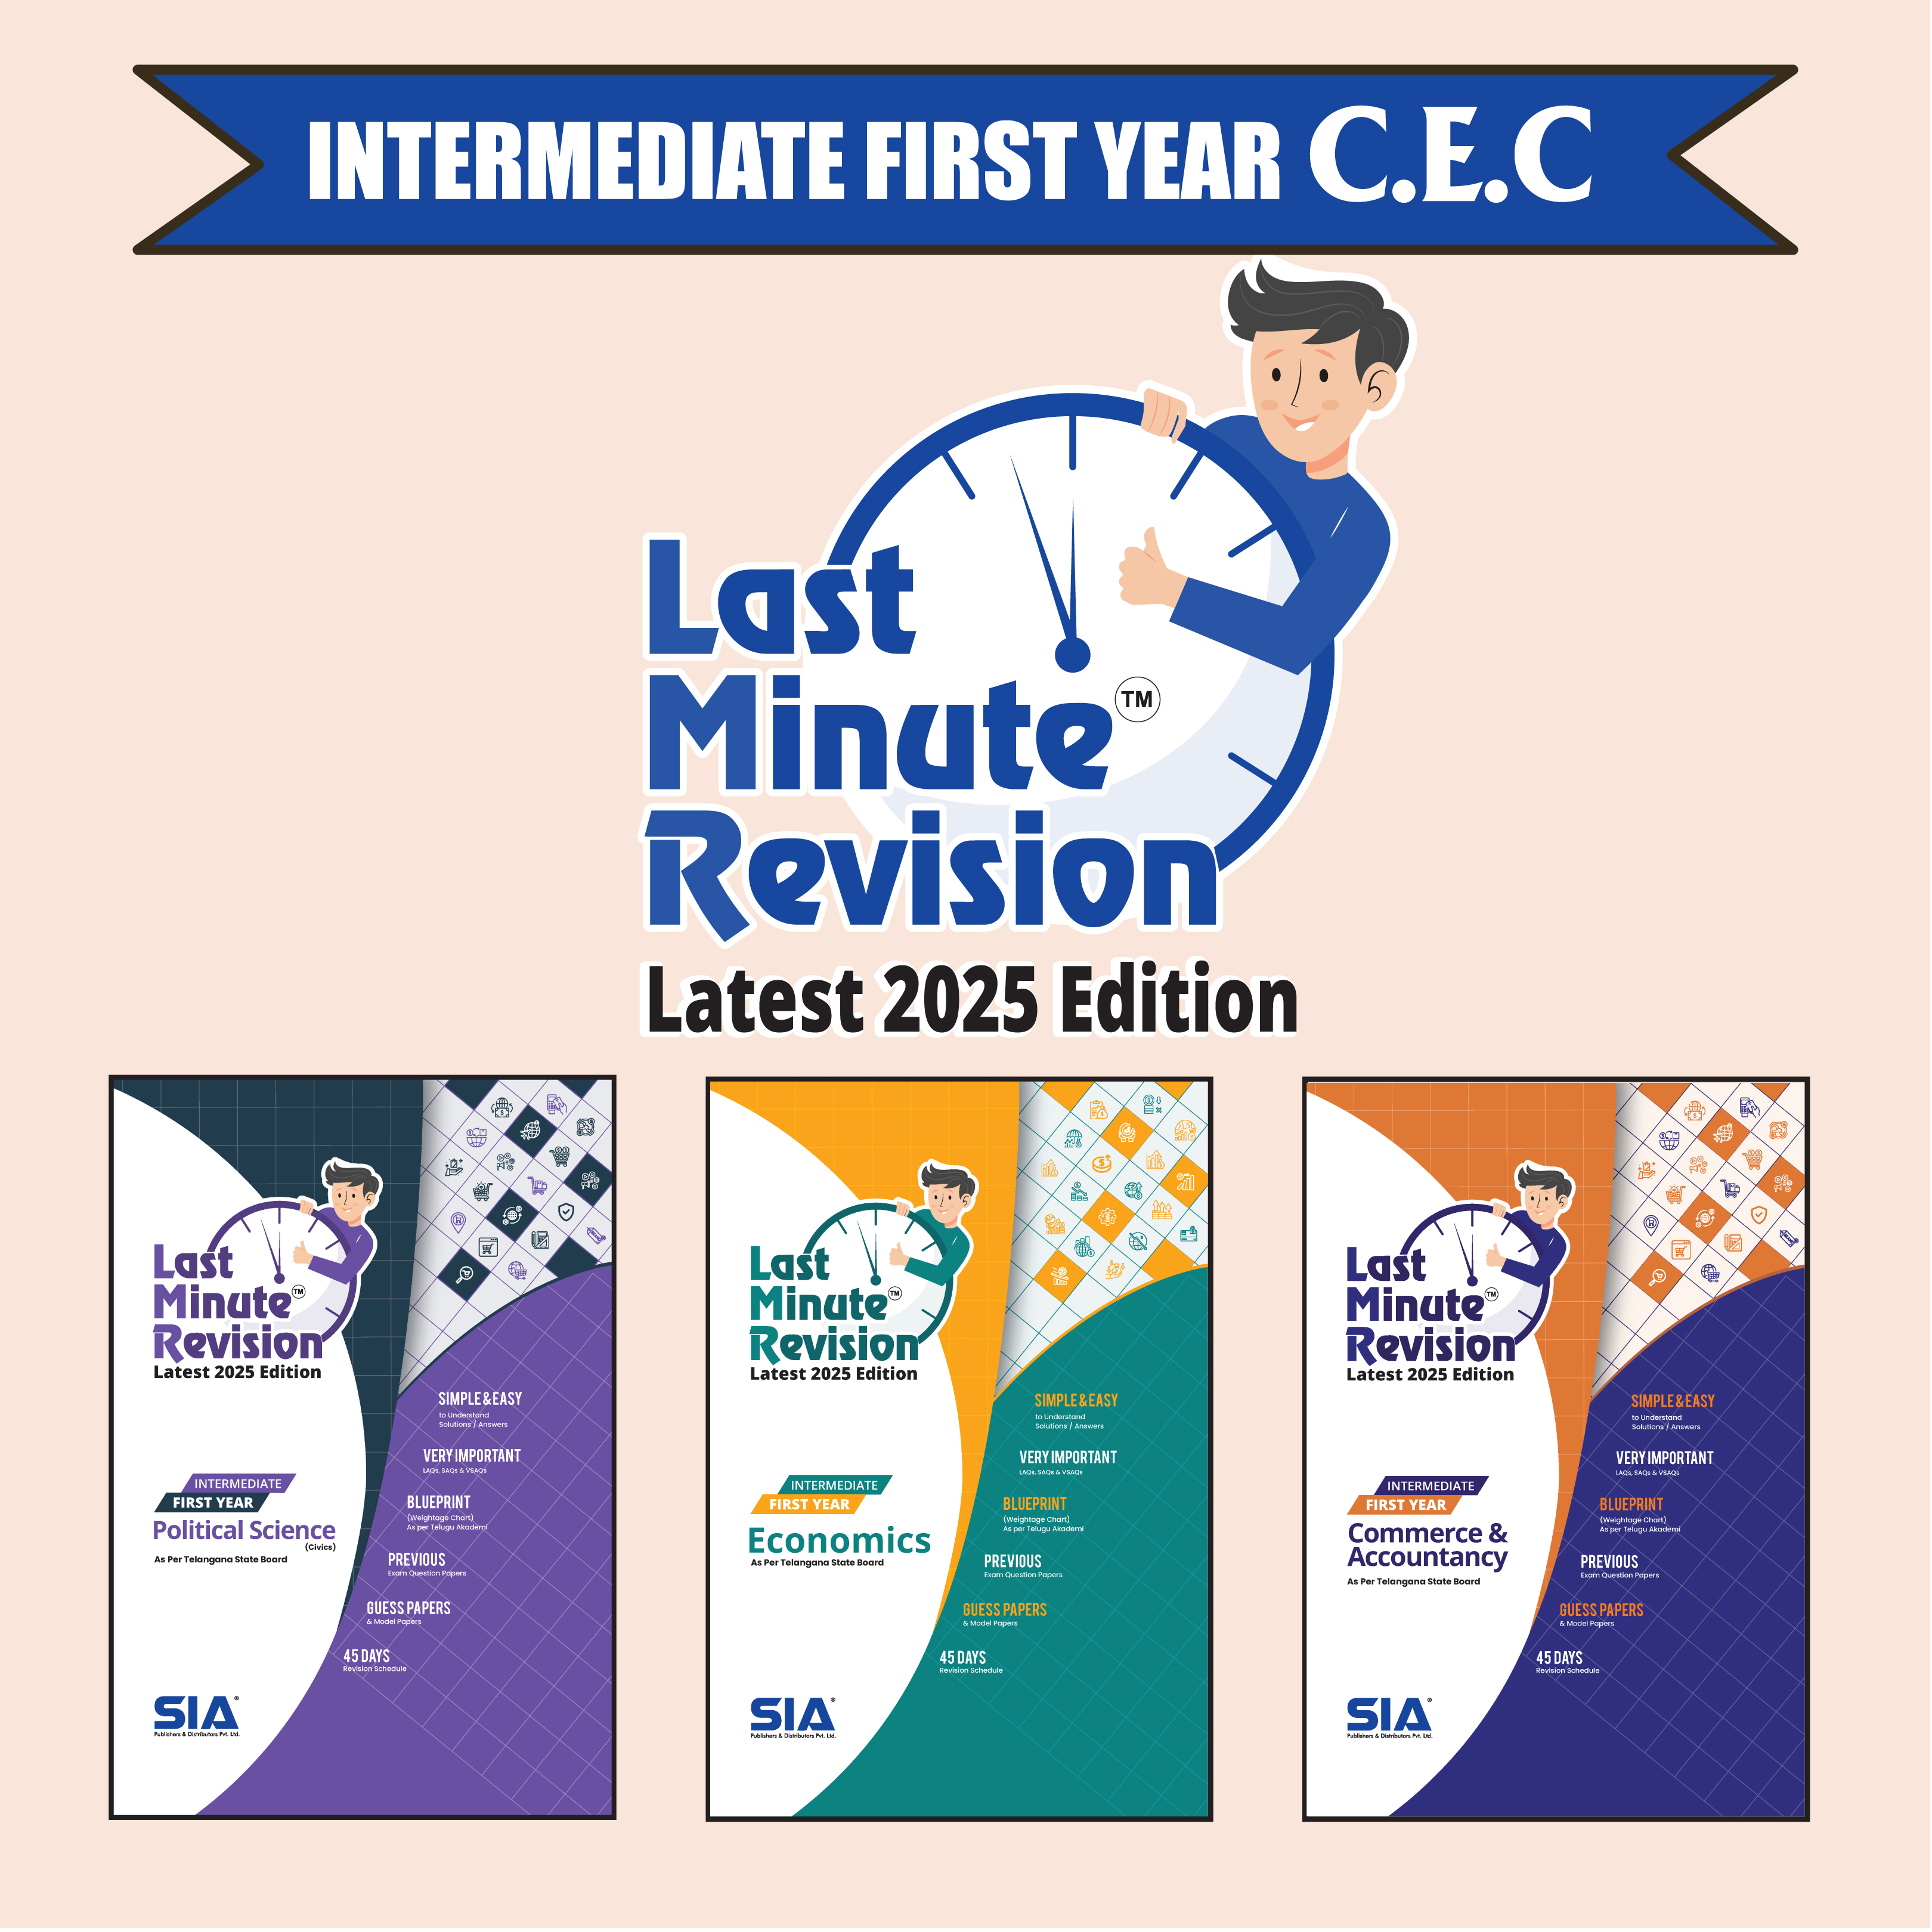 INTERMEDIATE FIRST YEAR C.E.C
Last
Minute TM
Revision
Latest 2025 Edition
Last
Minute TM
Revision
Latest 2025 Edition
SIMPLE & EASY
to Understand
Solutions / Answers
VERY IMPORTANT
LAQs, SAQs & VSAQs
INTERMEDIATE
FIRST YEAR
Political Science
(Civics)
As Per Telangana State Board
BLUEPRINT
(Weightage Chart)
As per Telugu Akademi
PREVIOUS
Exam Question Papers
GUESS PAPERS
& Model Papers
45 DAYS
Revision Schedule
SIA ®
Publishers & Distributors Pvt. Ltd.
Last
Minute TM
Revision
Latest 2025 Edition
SIMPLE & EASY
to Understand
Solutions / Answers
VERY IMPORTANT
LAQs, SAQs & VSAQs
INTERMEDIATE
FIRST YEAR
Economics
As Per Telangana State Board
BLUEPRINT
(Weightage Chart)
As per Telugu Akademi
PREVIOUS
Exam Question Papers
GUESS PAPERS
& Model Papers
45 DAYS
Revision Schedule
SIA ®
Publishers & Distributors Pvt. Ltd.
Last
Minute TM
Revision
Latest 2025 Edition
SIMPLE & EASY
to Understand
Solutions / Answers
VERY IMPORTANT
LAQs, SAQs & VSAQs
INTERMEDIATE
FIRST YEAR
Commerce &
Accountancy
As Per Telangana State Board
BLUEPRINT
(Weightage Chart)
As per Telugu Akademi
PREVIOUS
Exam Question Papers
GUESS PAPERS
& Model Papers
45 DAYS
Revision Schedule
SIA ®
Publishers & Distributors Pvt. Ltd.